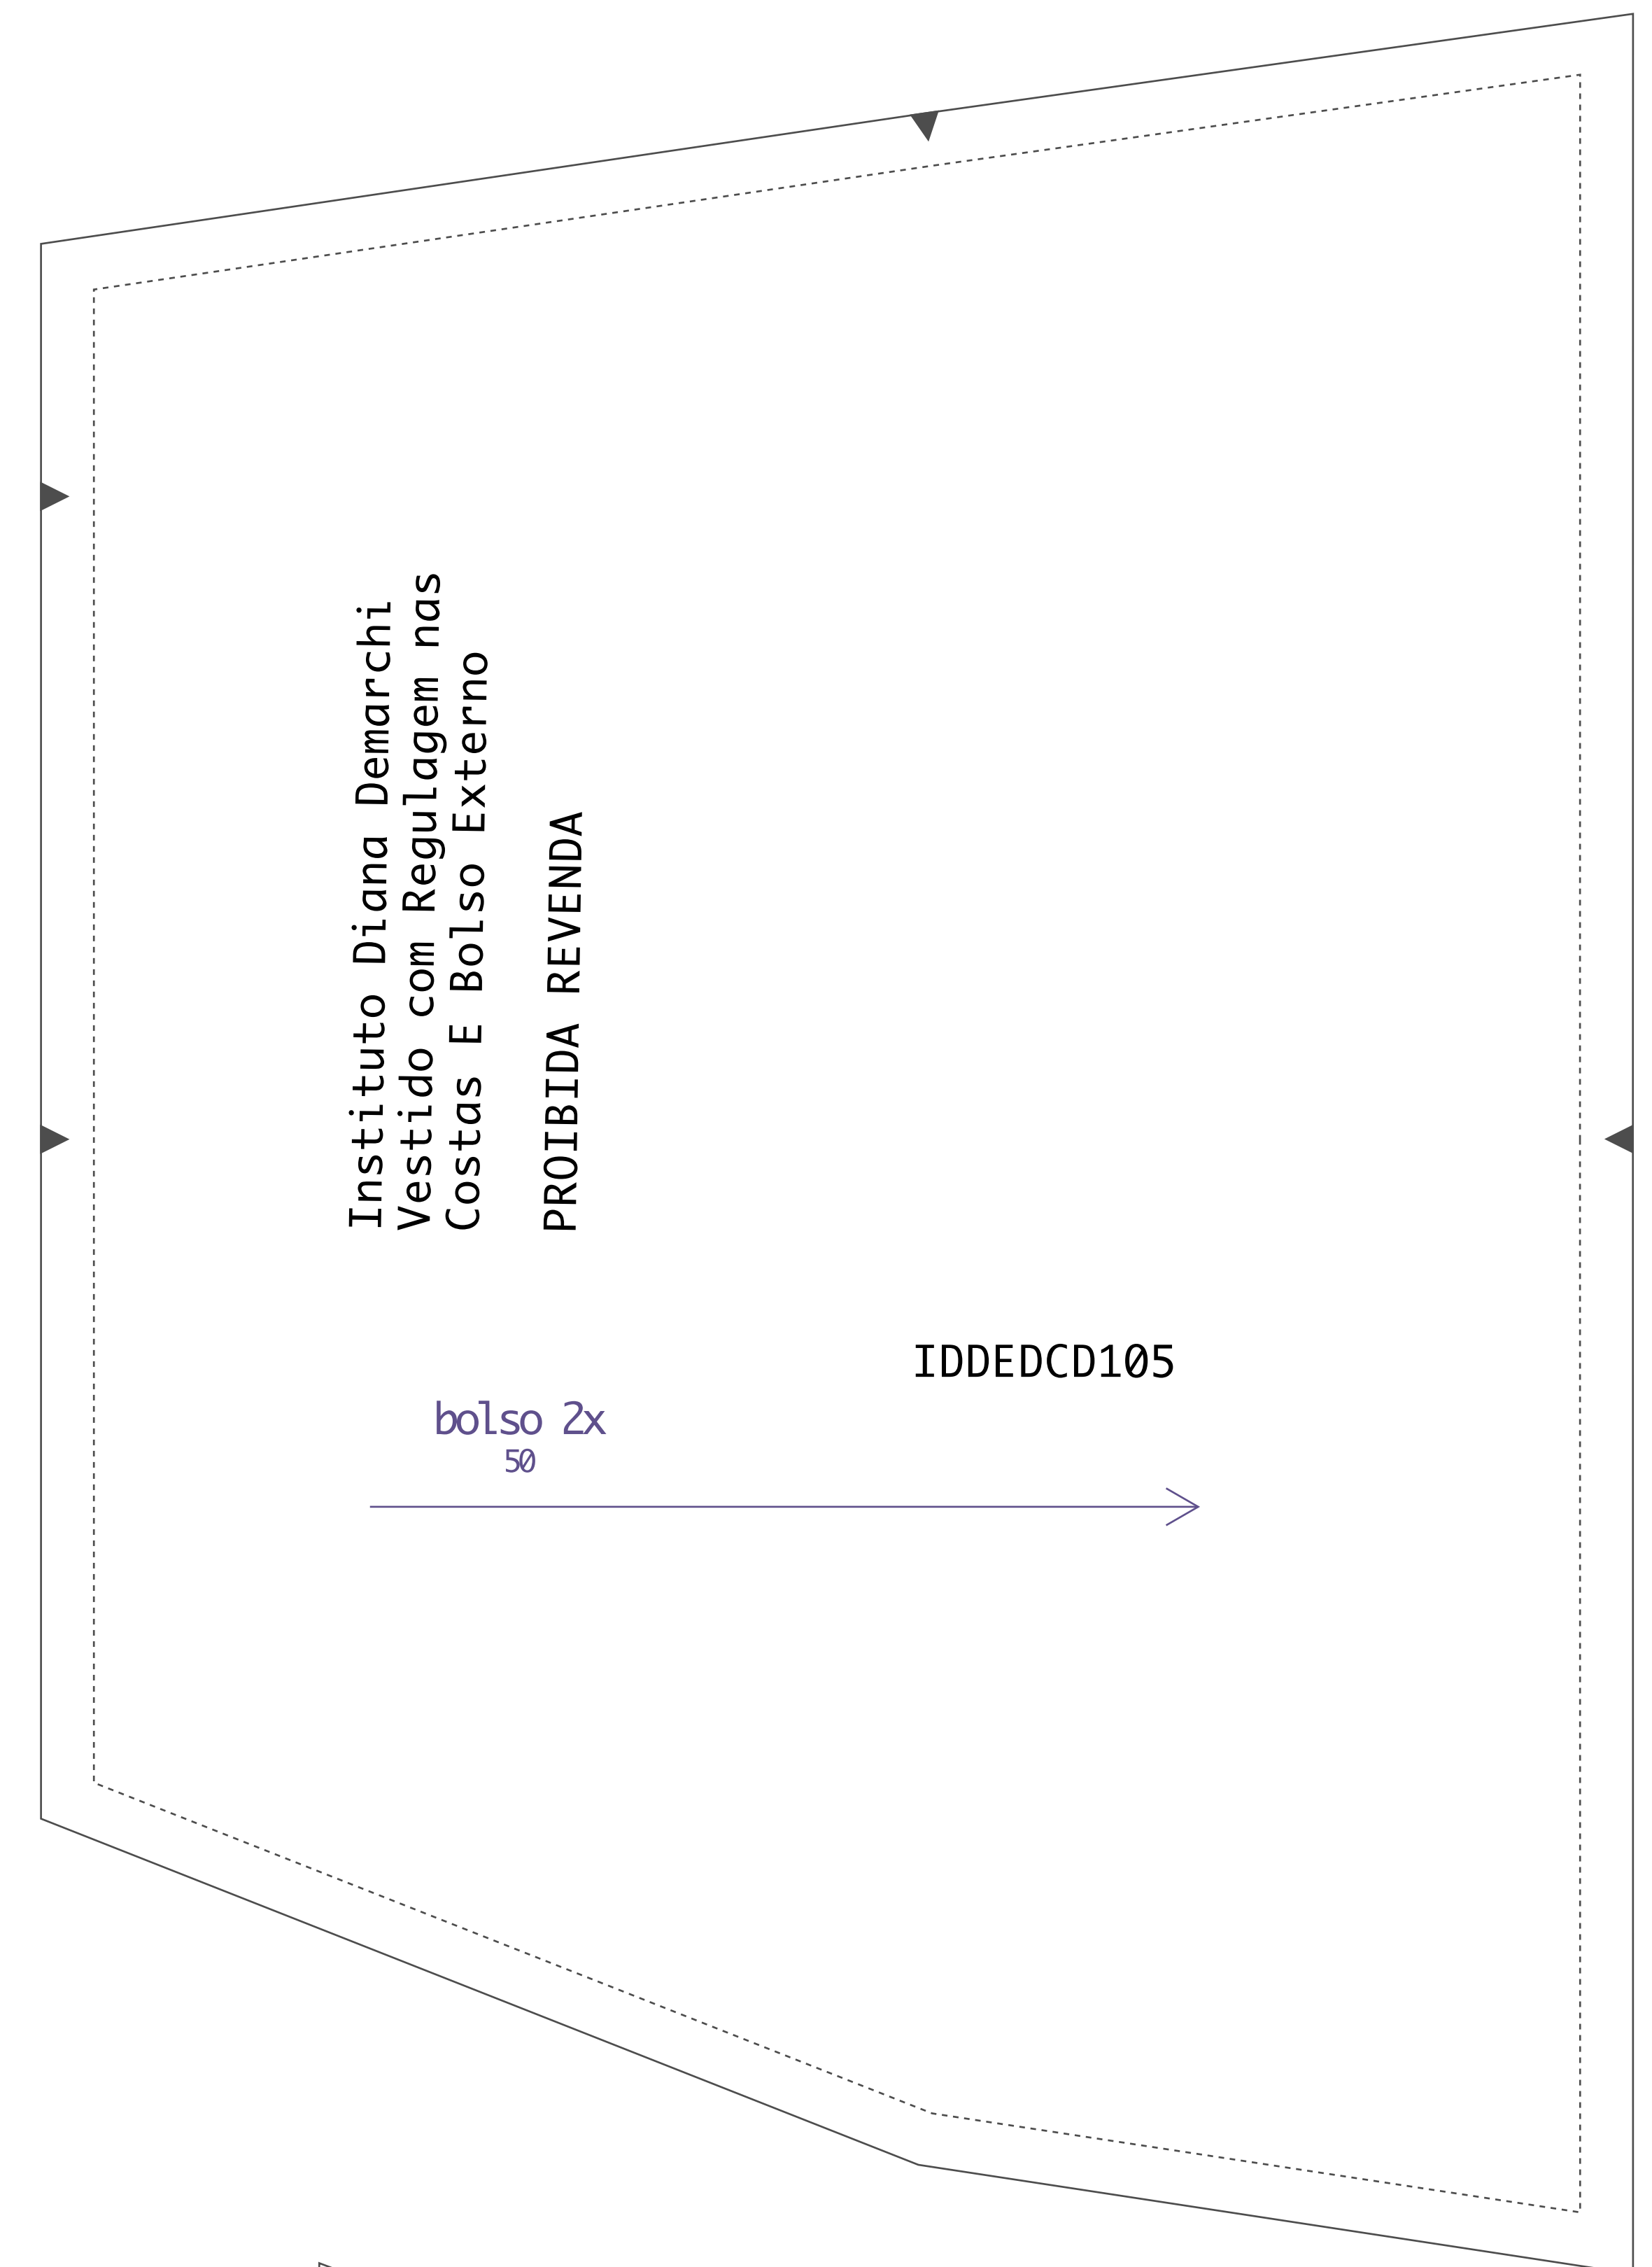 Instituto Diana Demarchi
Vestido com Regulagem nas
Costas E Bolso Externo
PROIBIDA REVENDA
IDDEDCD105
bolso 2x
50